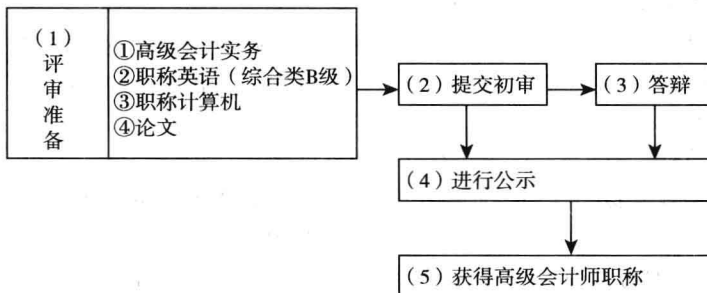 （1）
评
审
准
备
①高级会计实务
②职称英语（综合类B级）
③职称计算机
④论文
（2）提交初审
（3）答辩
（4）进行公示
（5）获得高级会计师职称